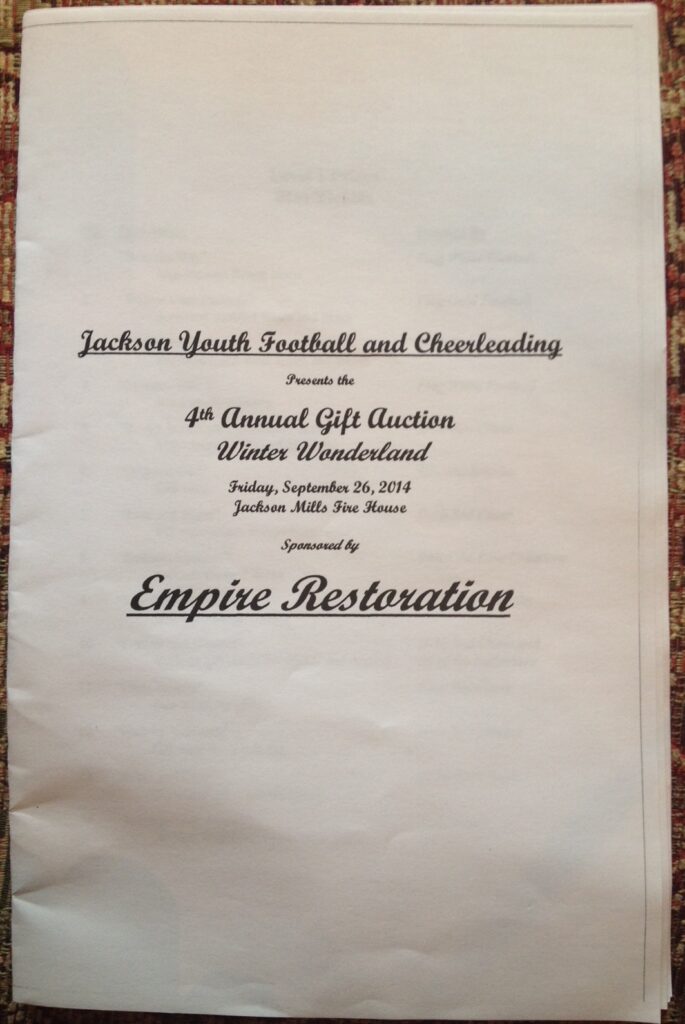 Jackson Youth Football and Cheerleading
Presents the
4th Annual Gift Auction
Winter Wonderland
Friday, September 26, 2014
Jackson Mills Fire House
Sponsored by
Empire Restoration